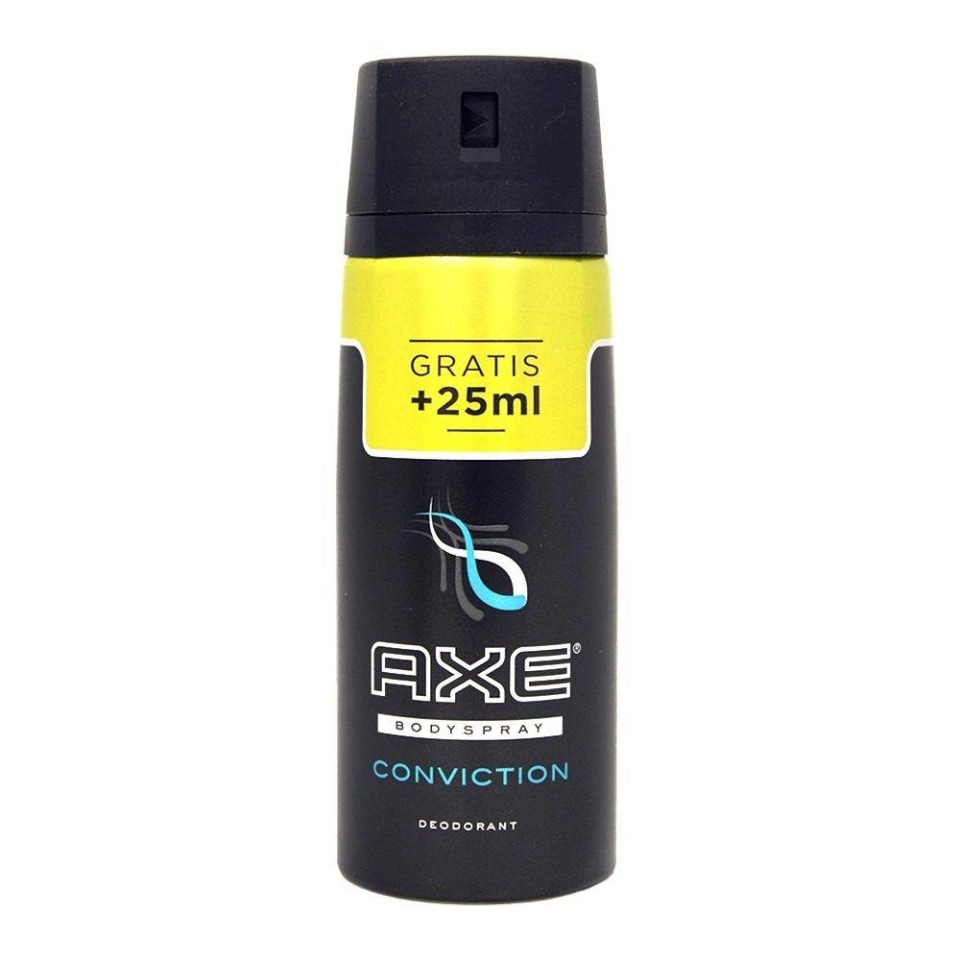 GRATIS
+25ml
AXE®
BODYSPRAY
CONVICTION
DEODORANT